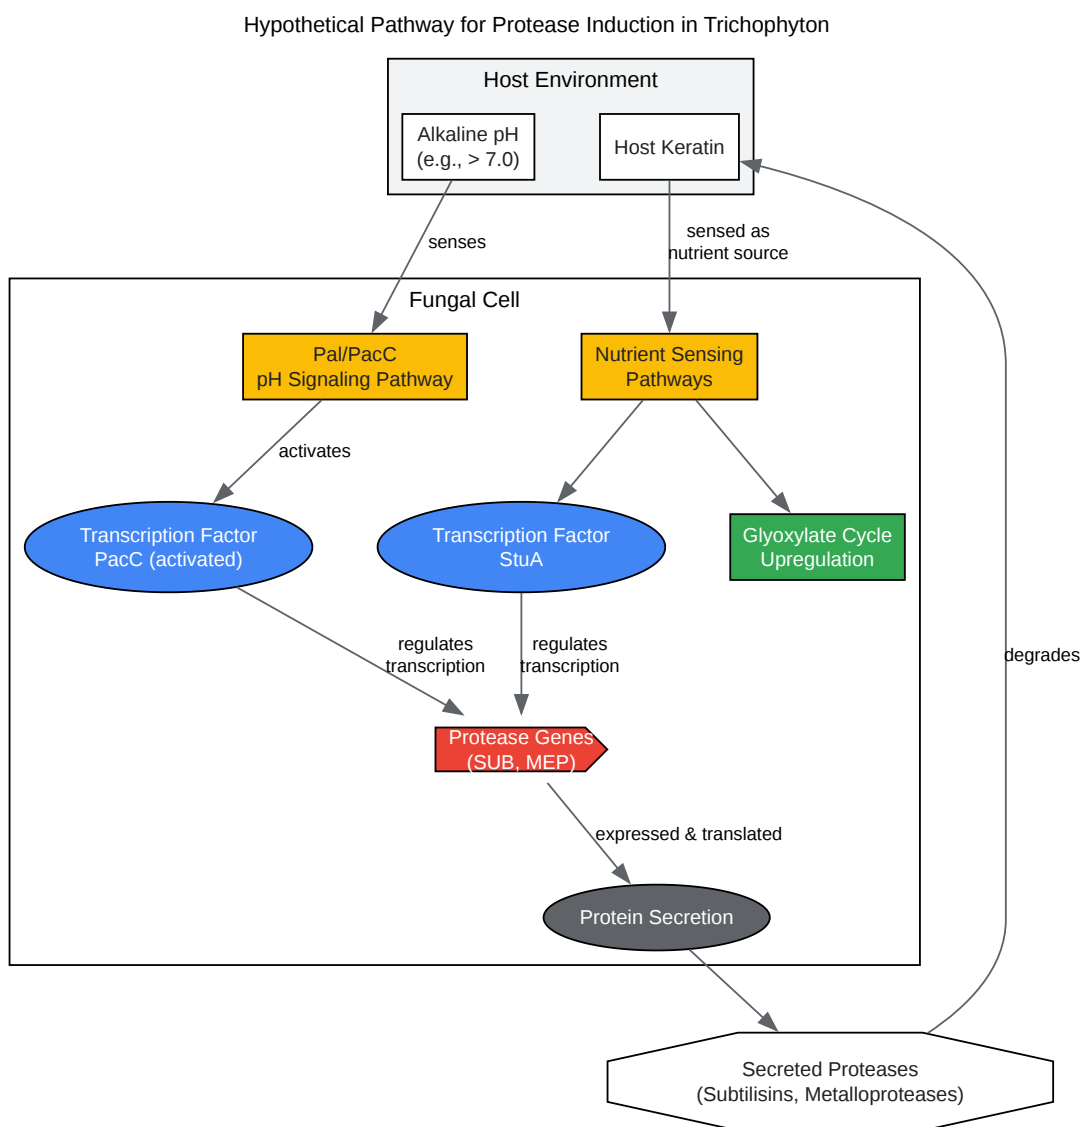 Hypothetical Pathway for Protease Induction in Trichophyton
Host Environment
Alkaline pH
(e.g., > 7.0)
Host Keratin
senses
sensed as
nutrient source
Fungal Cell
Pal/PacC
pH Signaling Pathway
Nutrient Sensing
Pathways
activates
Transcription Factor
PacC (activated)
Transcription Factor
StuA
Glyoxylate Cycle
Upregulation
regulates
transcription
regulates
transcription
degrades
Protease Genes
(SUB, MEP)
expressed & translated
Protein Secretion
Secreted Proteases
(Subtilisins, Metalloproteases)